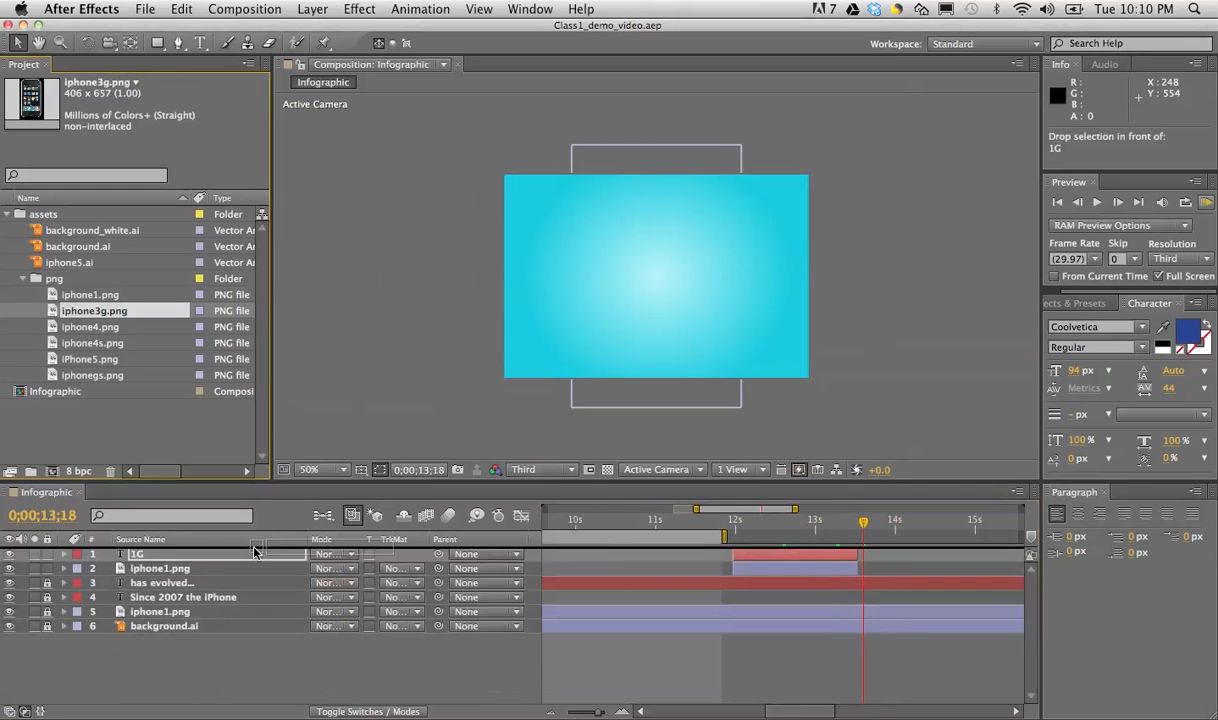 After Effects File Edit Composition Layer Effect Animation View Window Help 7 Tue 10:10 PM
Class1_demo_video.aep
Workspace: Standard Search Help
Project
Composition: Infographic
Info Audio
iphone3g.png
406 x 657 (1.00)
Millions of Colors+ (Straight)
non-interlaced
Infographic
Active Camera
R :
G :
B :
A : 0
X : 248
Y : 554
Drop selection in front of:
1G
Name Type
assets Folder
background_white.ai Vector Ar
background.ai Vector Ar
iphone5.ai Vector Ar
png Folder
iphone1.png PNG file
iphone3g.png PNG file
iphone4.png PNG file
iphone4s.png PNG file
iPhone5.png PNG file
iphonegs.png PNG file
Infographic Composi
8 bpc
50% 0;00;13;18 Third Active Camera 1 View +0.0
Preview
RAM Preview Options
Frame Rate Skip Resolution
(29.97) 0 Third
From Current Time Full Screen
ects & Presets Character
Coolvetica
Regular
94 px Auto
Metrics 44
- px
100% 100%
0 px 0%
Infographic
0;00;13;18
# Source Name Mode T TrkMat Parent
10s 11s 12s 13s 14s 15s
1 T 1G Nor... None
2 iphone1.png Nor... No... None
3 T has evolved... Nor... No... None
4 T Since 2007 the iPhone Nor... No... None
5 iphone1.png Nor... No... None
6 background.ai Nor... No... None
Toggle Switches / Modes
Paragraph
0 px 0 px 0 px
0 px 0 px